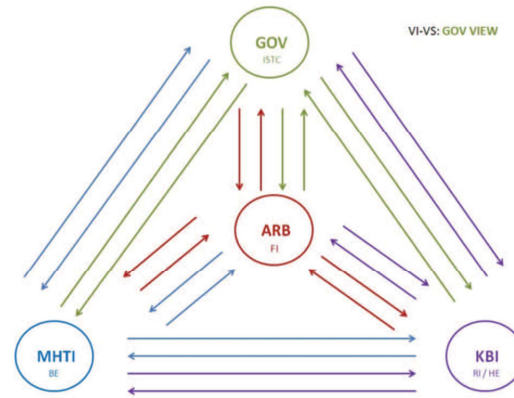 GOV
ISTC
VI-VS: GOV VIEW
ARB
FI
MHTI
BE
KBI
RI / HE